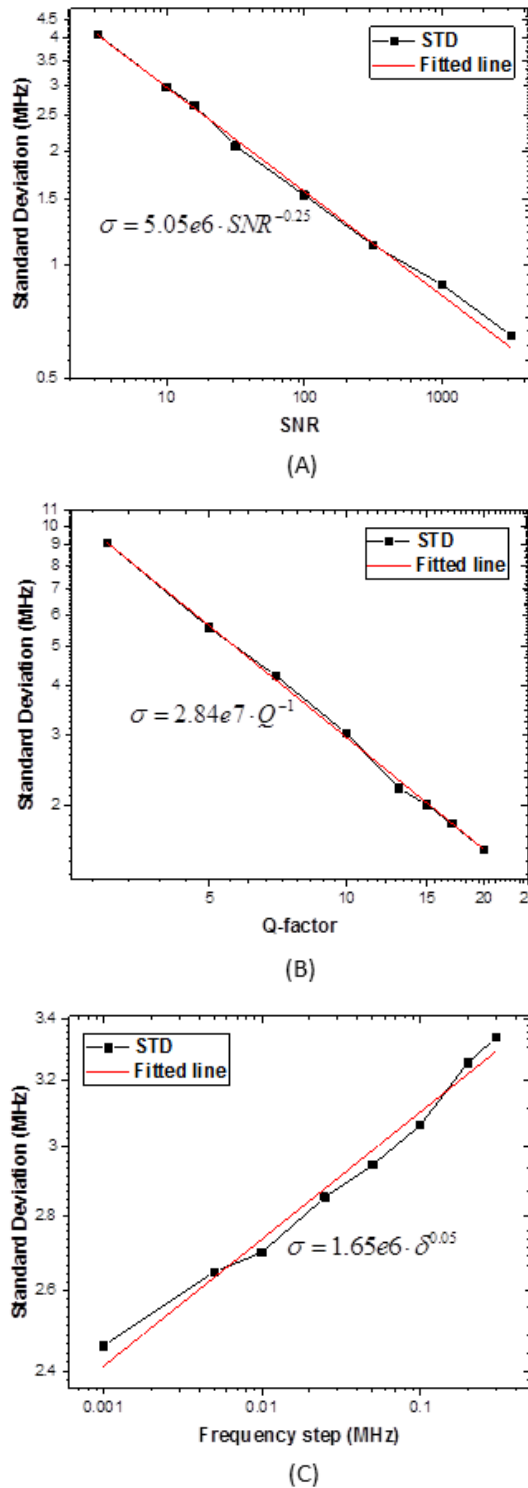 4.5
4
3.5
3
2.5
2
1.5
1
0.5
Standard Deviation (MHz)
STD
Fitted line
σ = 5.05e6 · SNR^-0.25
10 100 1000
SNR
(A)
11
10
9
8
7
6
5
4
3
2
Standard Deviation (MHz)
STD
Fitted line
σ = 2.84e7 · Q^-1
5 10 15 20
Q-factor
(B)
3.4
3.2
3
2.8
2.6
2.4
Standard Deviation (MHz)
STD
Fitted line
σ = 1.65e6 · δ^0.05
0.001 0.01 0.1
Frequency step (MHz)
(C)